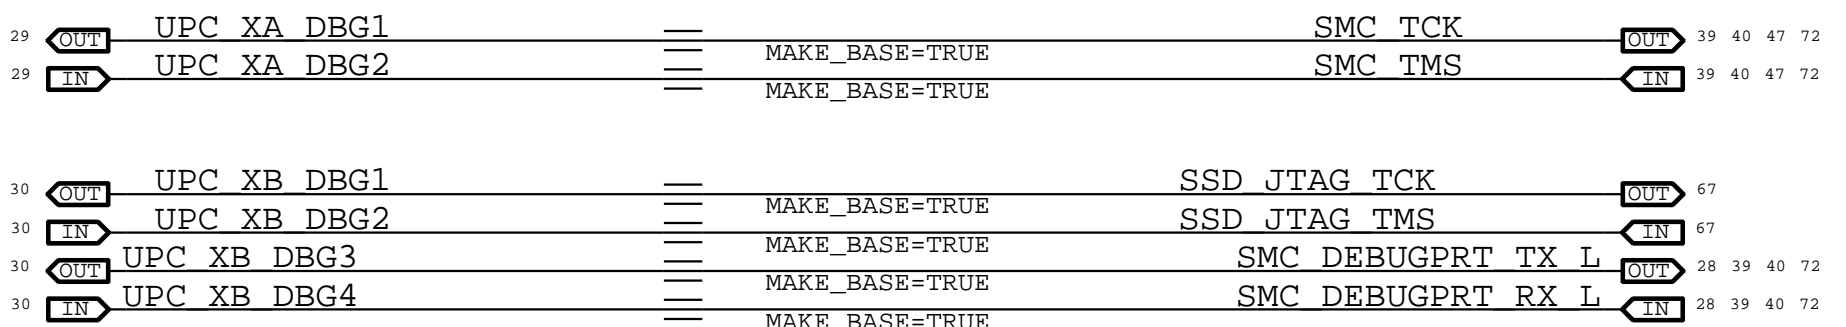 29 OUT UPC_XA_DBG1 SMC_TCK OUT 39 40 47 72
MAKE_BASE=TRUE
29 IN UPC_XA_DBG2 SMC_TMS IN 39 40 47 72
MAKE_BASE=TRUE
30 OUT UPC_XB_DBG1 SSD_JTAG_TCK OUT 67
MAKE_BASE=TRUE
30 IN UPC_XB_DBG2 SSD_JTAG_TMS IN 67
MAKE_BASE=TRUE
30 OUT UPC_XB_DBG3 SMC_DEBUGPRT_TX_L OUT 28 39 40 72
MAKE_BASE=TRUE
30 IN UPC_XB_DBG4 SMC_DEBUGPRT_RX_L IN 28 39 40 72
MAKE_BASE=TRUE